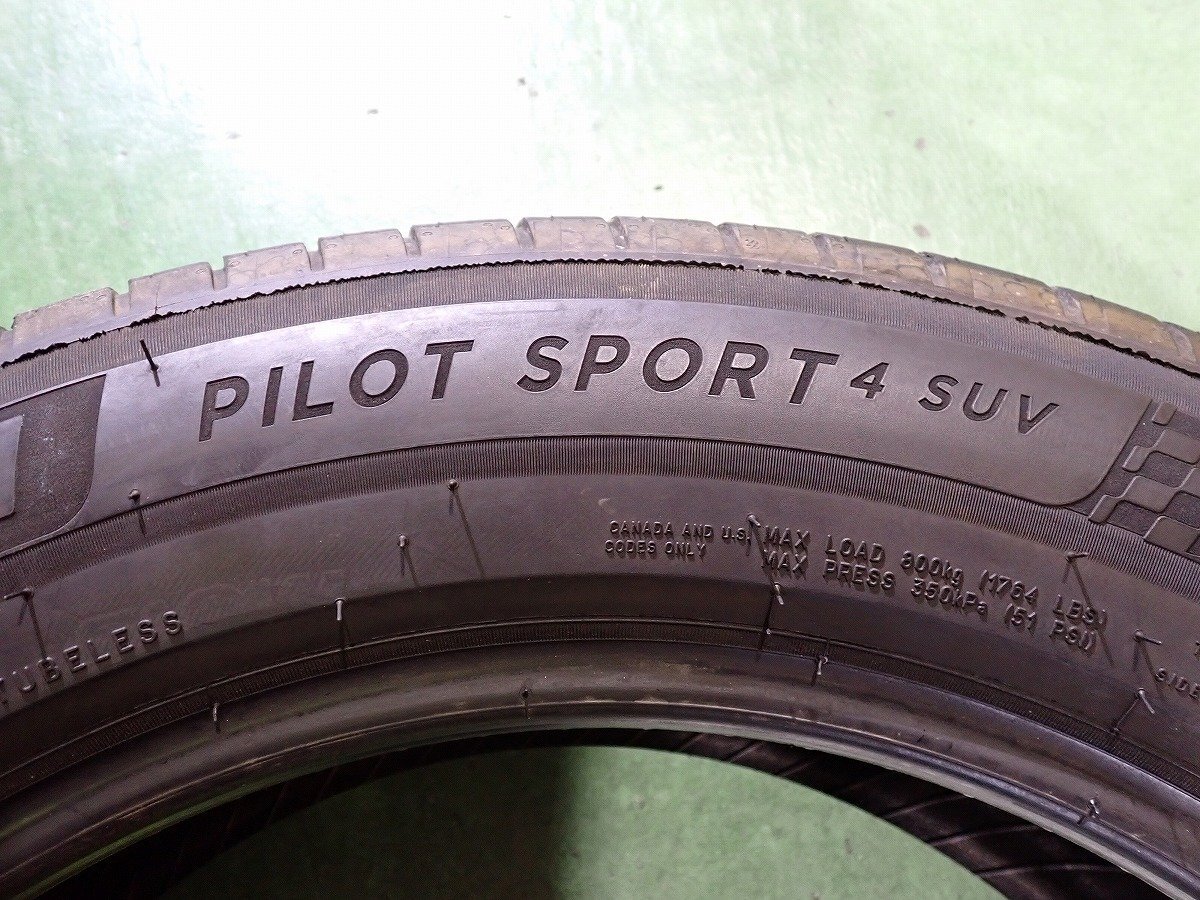 PILOT SPORT 4 SUV
CANADA AND U.S.
CODES ONLY
MAX LOAD 800kg (1764 LBS)
MAX PRESS 350kPa (51 PSI)
TUBELESS